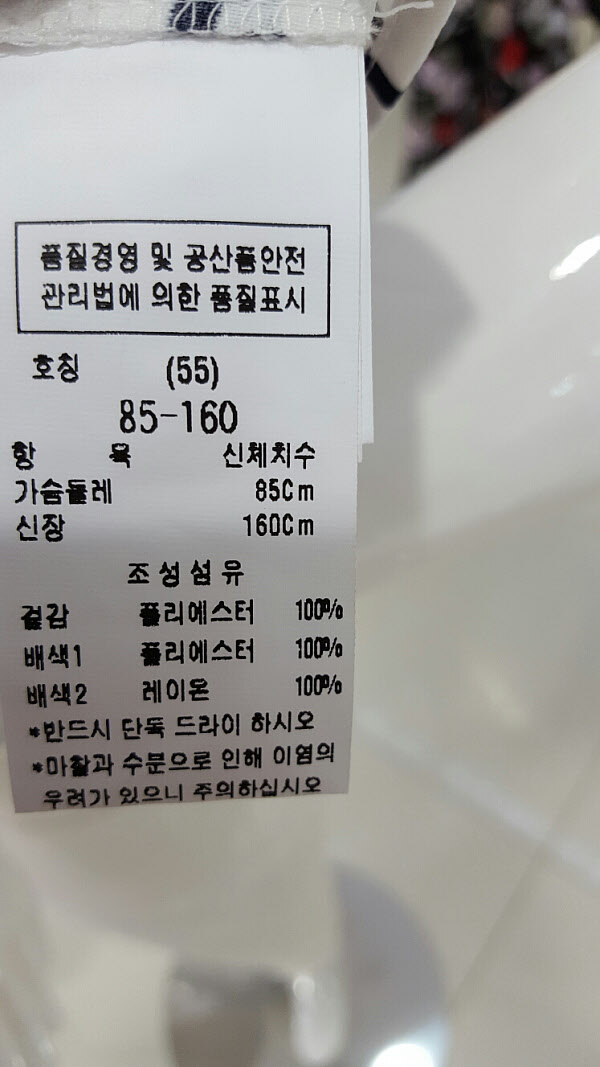 품질경영 및 공산품안전
관리법에 의한 품질표시
호칭 (55)
85-160
항 목 신체치수
가슴둘레 85Cm
신장 160Cm
조성섬유
겉감 폴리에스터 100%
배색1 폴리에스터 100%
배색2 레이온 100%
*반드시 단독 드라이 하시오
*마찰과 수분으로 인해 이염의
우려가 있으니 주의하십시오